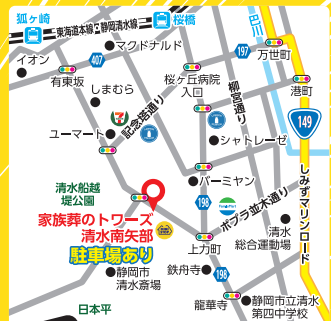 狐ヶ崎
桜橋
東海道本線・静岡清水線
マクドナルド
巴川
197
万世町
イオン
407
有東坂
しまむら
桜ヶ丘病院
入口
柳宮通り
港町
149
記念塔通り
ユーマート
シャトレーゼ
しみずマリンロード
清水船越
堤公園
バーミヤン
家族葬のトワーズ
清水南矢部
駐車場あり
198
FamilyMart
ポプラ並木通り
清水
総合運動場
上力町
静岡市
清水斎場
鉄舟寺
198
日本平
龍華寺
静岡市立清水
第四中学校